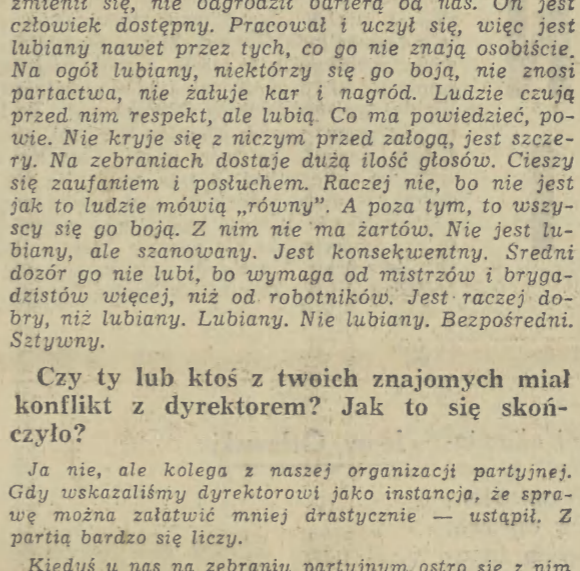 zmienił się, nie odgrodził barierą od nas. On jest
człowiek dostępny. Pracował i uczył się, więc jest
lubiany nawet przez tych, co go nie znają osobiście.
Na ogół lubiany, niektórzy się go boją, nie znosi
partactwa, nie żałuje kar i nagród. Ludzie czują
przed nim respekt, ale lubią. Co ma powiedzieć, po-
wie. Nie kryje się z niczym przed załogą, jest szcze-
ry. Na zebraniach dostaje dużą ilość głosów. Cieszy
się zaufaniem i posłuchem. Raczej nie, bo nie jest
jak to ludzie mówią „równy". A poza tym, to wszy-
scy się go boją. Z nim nie ma żartów. Nie jest lu-
biany, ale szanowany. Jest konsekwentny. Sredni
dozór go nie lubi, bo wymaga od mistrzów i bryga-
dzistów więcej, niż od robotników. Jest raczej do-
bry, niż lubiany. Lubiany. Nie lubiany. Bezpośredni.
Sztywny.
Czy ty lub ktoś z twoich znajomych miał
konflikt z dyrektorem? Jak to się skoń-
czyło?
Ja nie, ale kolega z naszej organizacji partyjnej.
Gdy wskazaliśmy dyrektorowi jako instancja, że spra-
wę można załatwić mniej drastycznie — ustąpił. Z
partią bardzo się liczy.
Kiedyś u nas na zebraniu partyjnym ostro się z nim